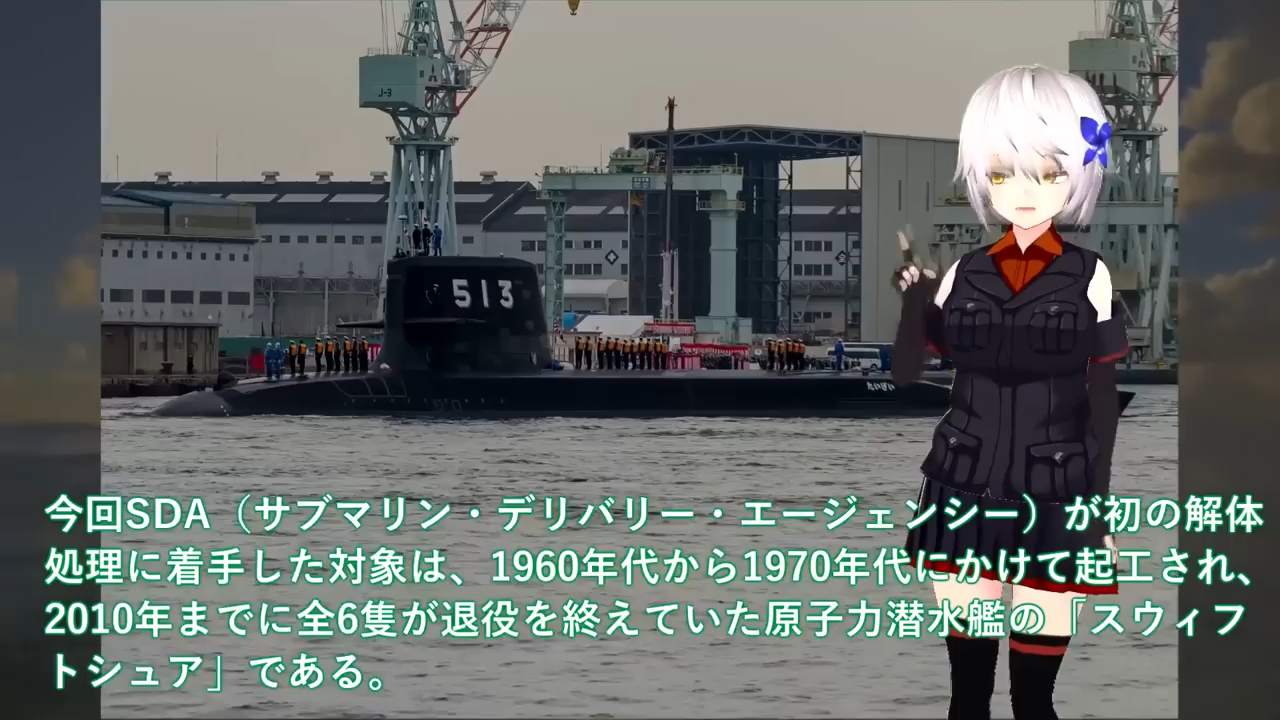 J-3
513
たいげい
今回SDA（サブマリン・デリバリー・エージェンシー）が初の解体
処理に着手した対象は、1960年代から1970年代にかけて起工され、
2010年までに全6隻が退役を終えていた原子力潜水艦の「スウィフ
トシュア」である。